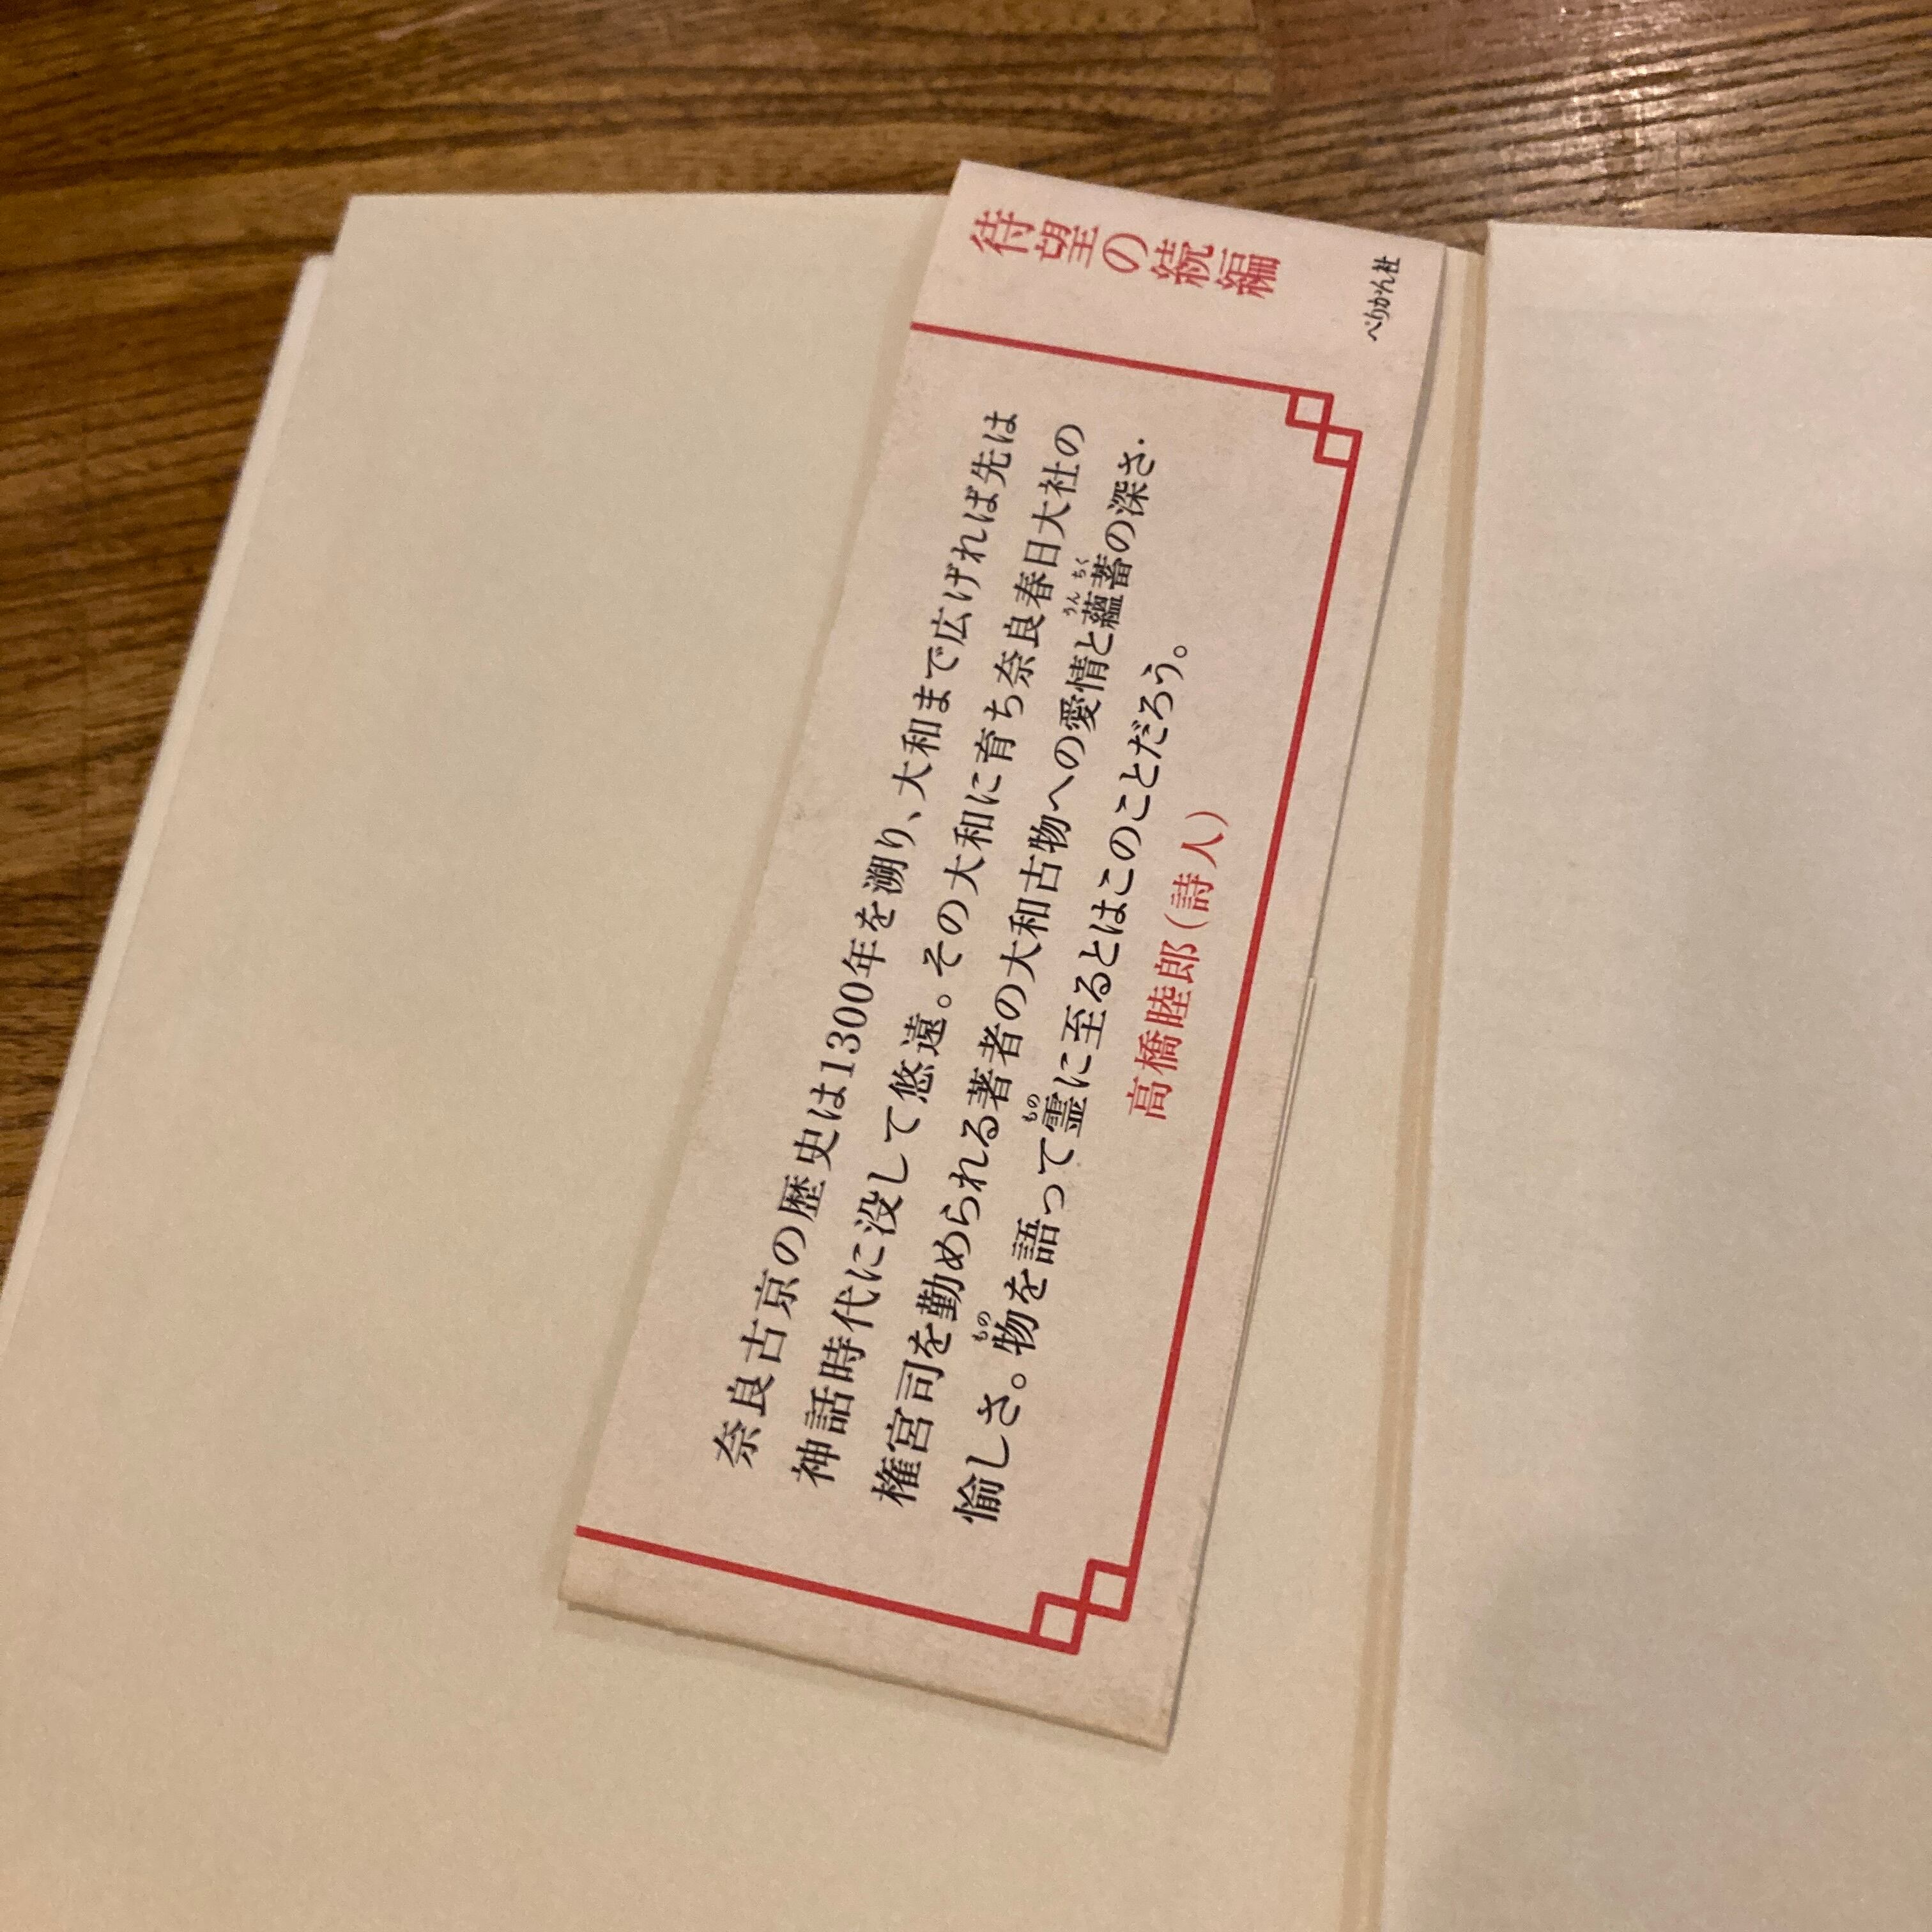 奈良古京の歴史は1300年を溯り、大和まで広げれば先は
神話時代に没して悠遠。その大和に育ち奈良春日大社の
権宮司を勤められる著者の大和古物への愛情と蘊蓄の深さ・
愉しさ。物を語って霊に至るとはこのことだろう。
高橋睦郎(詩人)
待望の続編
ぺりかん社